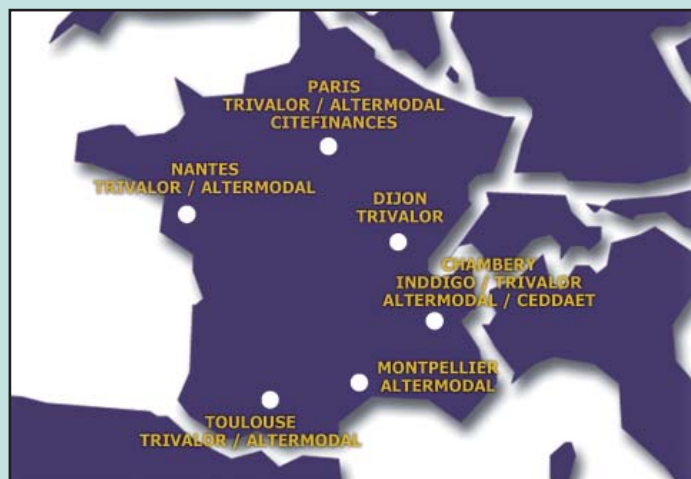 PARIS
TRIVALOR / ALTERMODAL
CITEFINANCES
NANTES
TRIVALOR / ALTERMODAL
DIJON
TRIVALOR
CHAMBERY
INDDIGO / TRIVALOR
ALTERMODAL / CEDDAET
MONTPELLIER
ALTERMODAL
TOULOUSE
TRIVALOR / ALTERMODAL